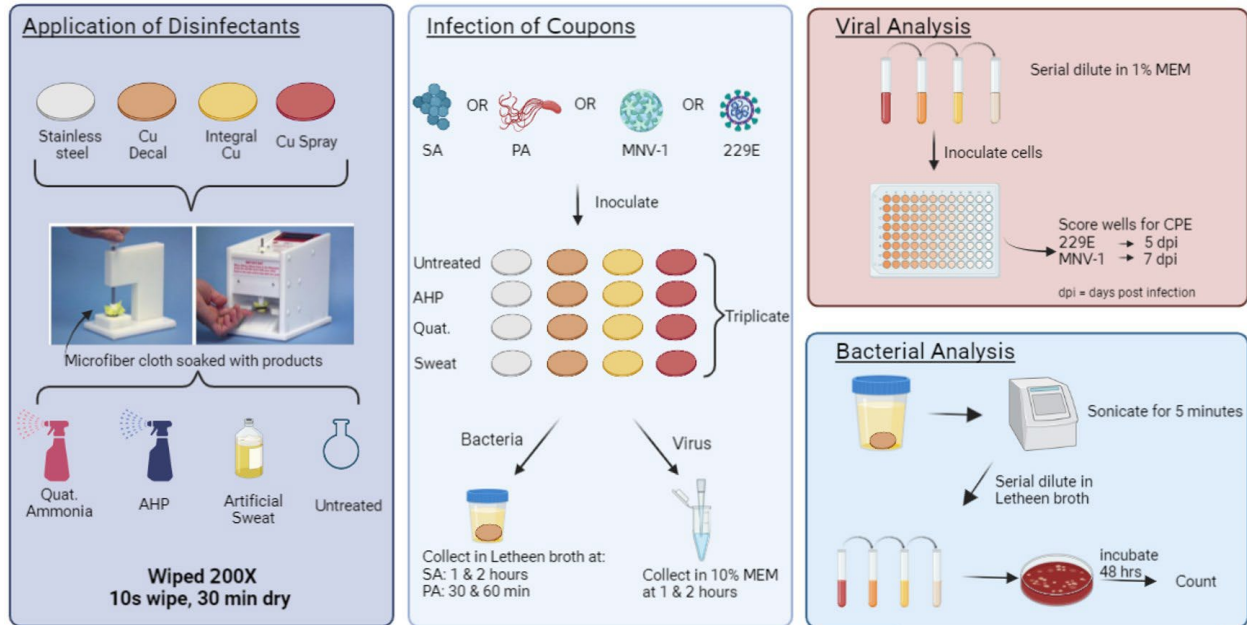 Application of Disinfectants
Stainless
steel
Cu
Decal
Integral
Cu
Cu Spray
Microfiber cloth soaked with products
Quat.
Ammonia
AHP
Artificial
Sweat
Untreated
Wiped 200X
10s wipe, 30 min dry
Infection of Coupons
OR
OR
OR
SA
PA
MNV-1
229E
Inoculate
Untreated
AHP
Quat.
Sweat
Triplicate
Bacteria
Virus
Collect in Letheen broth at:
SA: 1 & 2 hours
PA: 30 & 60 min
Collect in 10% MEM
at 1 & 2 hours
Viral Analysis
Serial dilute in 1% MEM
Inoculate cells
Score wells for CPE
229E 5 dpi
MNV-1 7 dpi
dpi = days post infection
Bacterial Analysis
Sonicate for 5 minutes
Serial dilute in
Letheen broth
incubate
48 hrs
Count